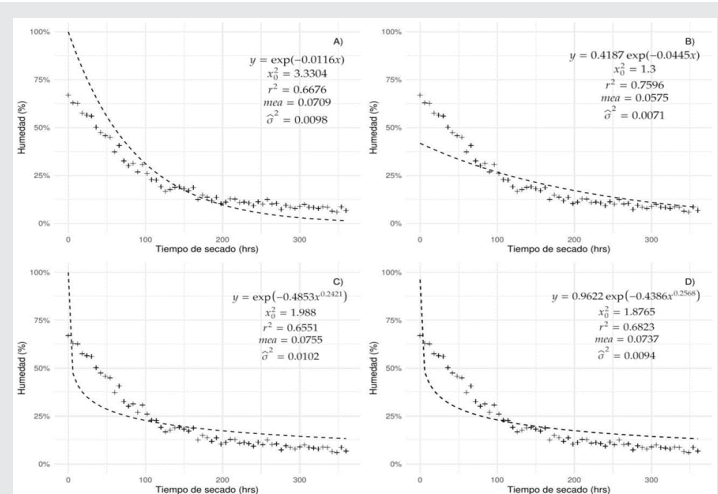 A)
y = exp(−0.0116x)
x₀² = 3.3304
r² = 0.6676
mea = 0.0709
σ̂² = 0.0098
Humedad (%)
100%
75%
50%
25%
0%
0 100 200 300
Tiempo de secado (hrs)
B)
y = 0.4187 exp(−0.0445x)
x₀² = 1.3
r² = 0.7596
mea = 0.0575
σ̂² = 0.0071
Humedad (%)
100%
75%
50%
25%
0%
0 100 200 300
Tiempo de secado (hrs)
C)
y = exp(−0.4853x^0.2421)
x₀² = 1.988
r² = 0.6551
mea = 0.0755
σ̂² = 0.0102
Humedad (%)
100%
75%
50%
25%
0%
0 100 200 300
Tiempo de secado (hrs)
D)
y = 0.9622 exp(−0.4386x^0.2568)
x₀² = 1.8765
r² = 0.6823
mea = 0.0737
σ̂² = 0.0094
Humedad (%)
100%
75%
50%
25%
0%
0 100 200 300
Tiempo de secado (hrs)